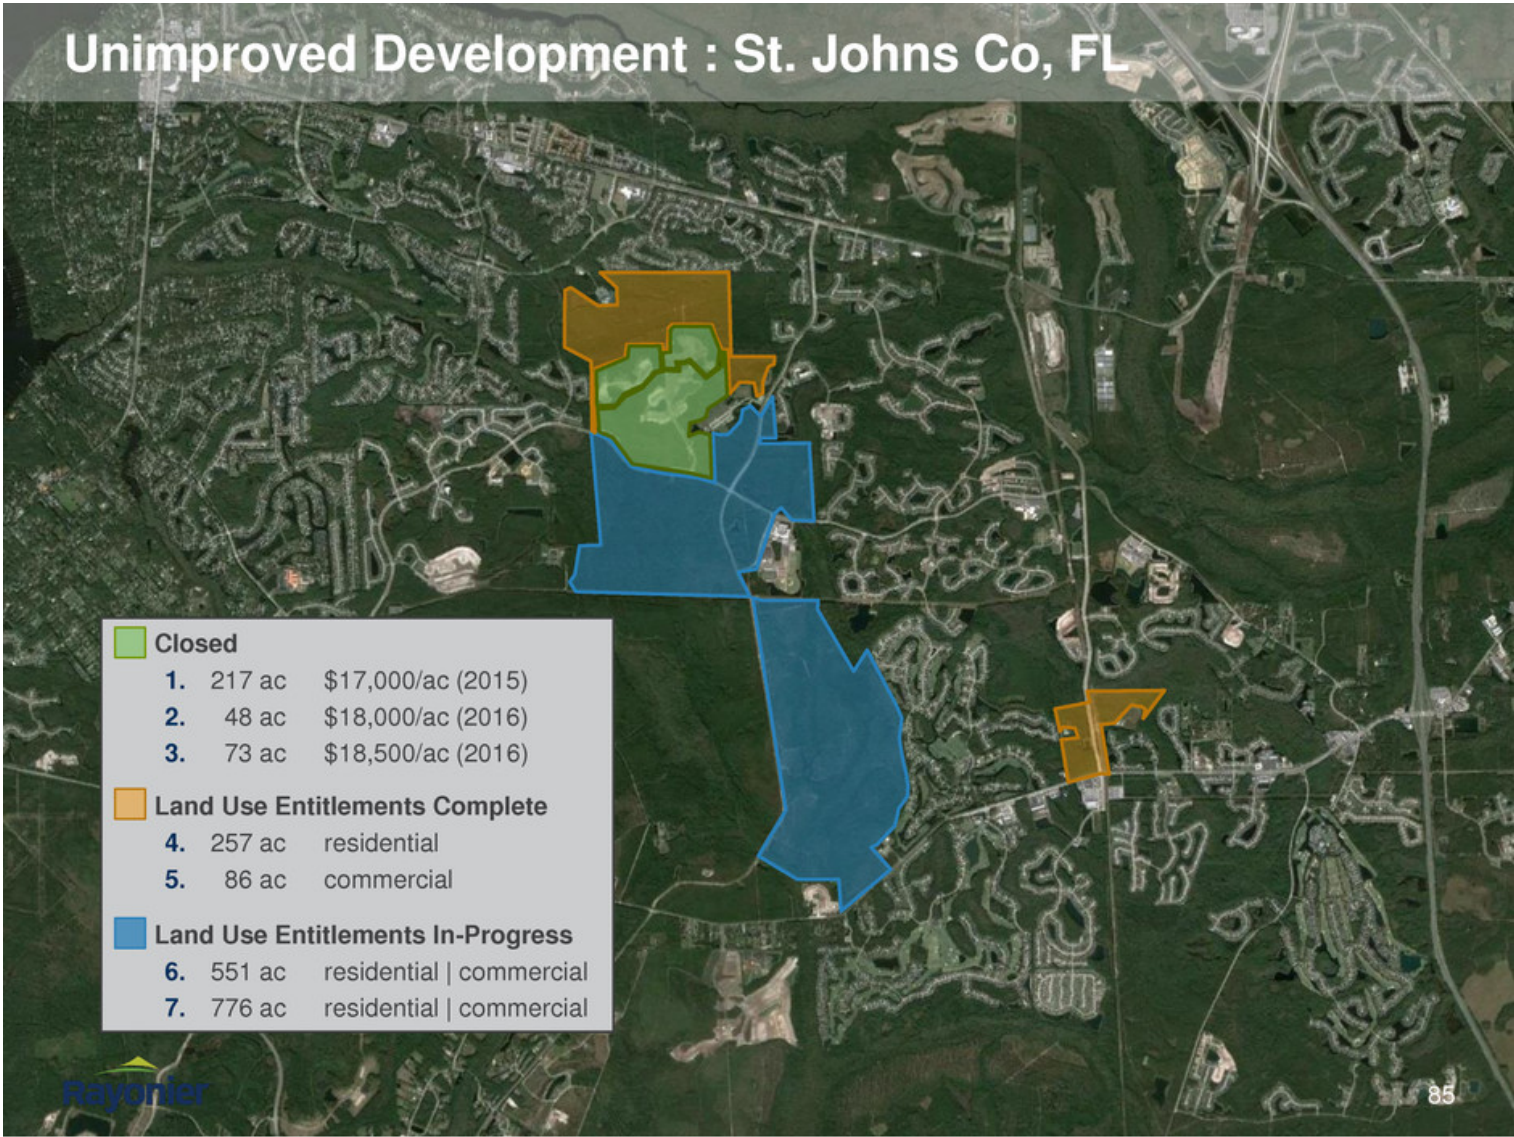 Unimproved Development : St. Johns Co, FL
Closed
1. 217 ac $17,000/ac (2015)
2. 48 ac $18,000/ac (2016)
3. 73 ac $18,500/ac (2016)
Land Use Entitlements Complete
4. 257 ac residential
5. 86 ac commercial
Land Use Entitlements In-Progress
6. 551 ac residential | commercial
7. 776 ac residential | commercial
Rayonier
85